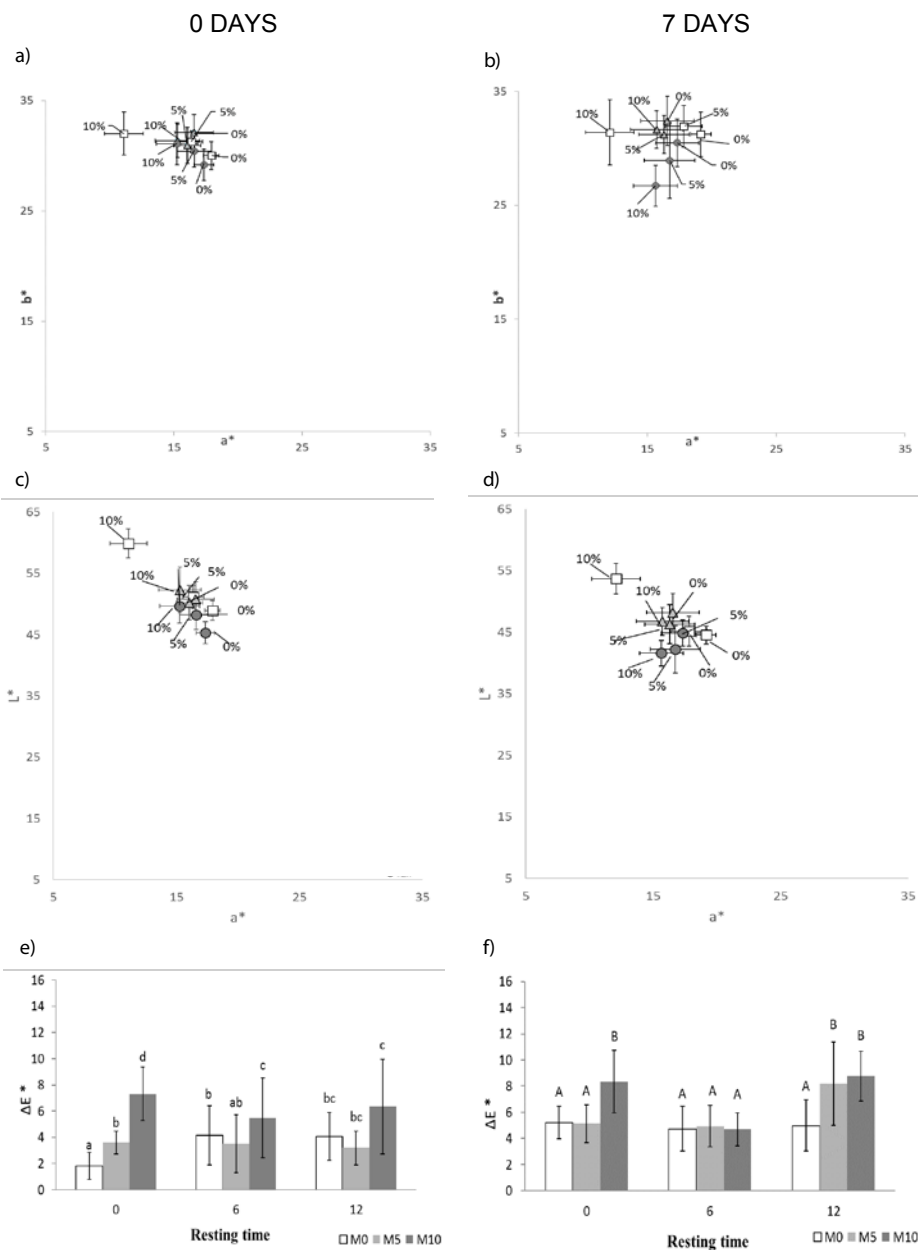 0 DAYS 7 DAYS
a) b)
35 35
5% 5% 0%
10% 10% 10% 5%
10% 0% 0%
5% 5% 0%
10% 5% 0%
25 25
10%
b* b*
15 15
5 5
5 15 25 35 5 15 25 35
a* a*
c) d)
65 65
10% 10%
55 55
5% 5%
10% 0% 10% 0%
5%
45 45
0% 5% 0%
10% 5% 0% 10% 5% 0%
L* L*
35 35
25 25
15 15
5 5
5 15 25 35 5 15 25 35
a* a*
e) f)
16 16
14 14
12 12
10 10
8 8
6 6
4 4
2 2
0 0
ΔE * ΔE *
a b d b ab c bc bc c
A A B A A A A B B
0 6 12 0 6 12
Resting time Resting time
M0 M5 M10 M0 M5 M10